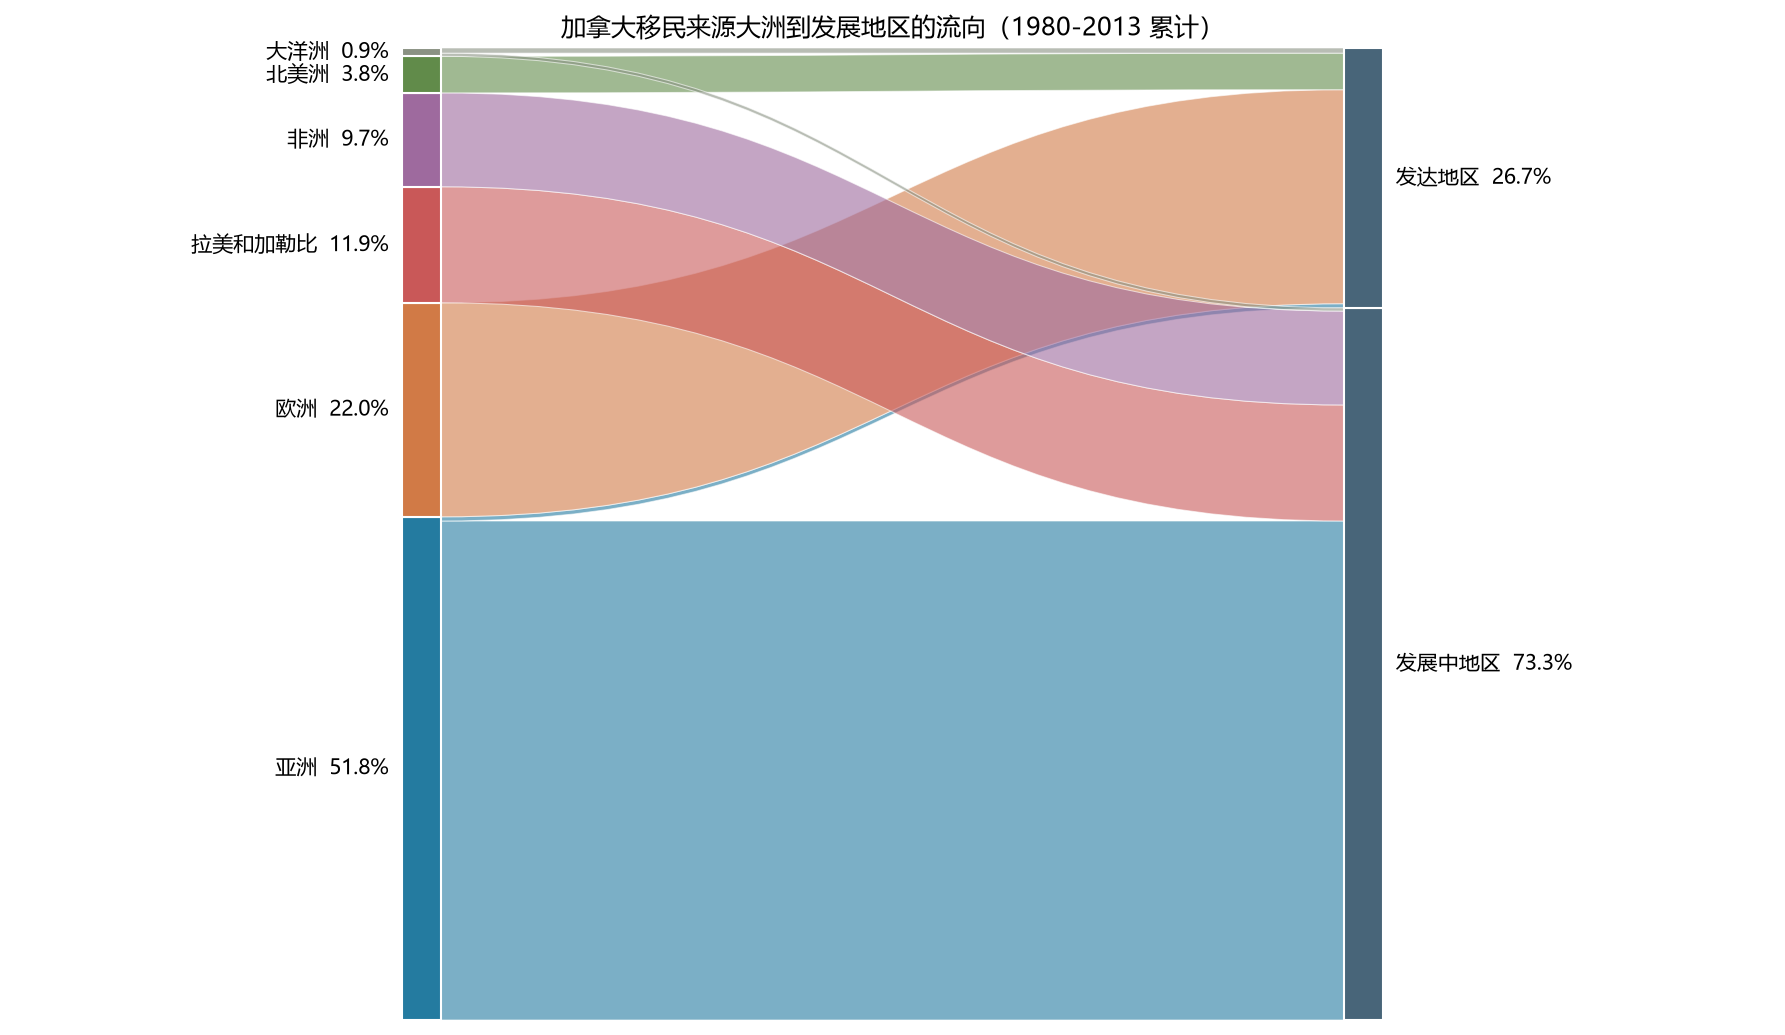 加拿大移民来源大洲到发展地区的流向（1980-2013 累计）
大洋洲 0.9%
北美洲 3.8%
非洲 9.7%
拉美和加勒比 11.9%
欧洲 22.0%
亚洲 51.8%
发达地区 26.7%
发展中地区 73.3%